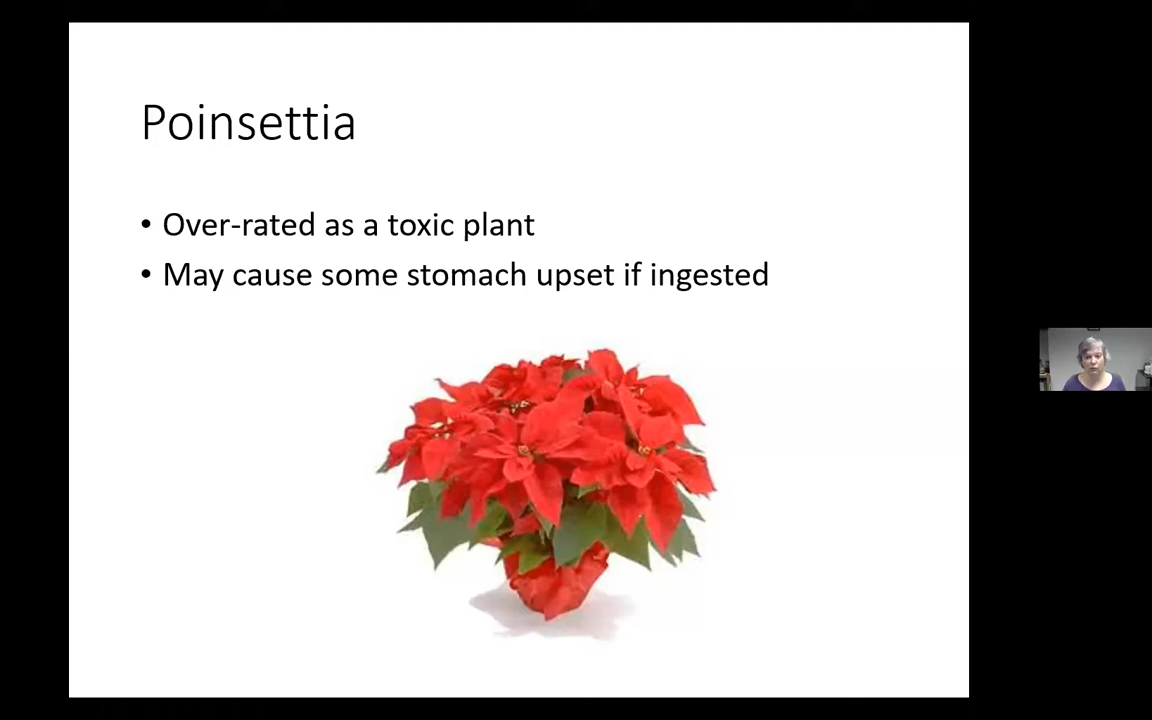 Poinsettia
• Over-rated as a toxic plant
• May cause some stomach upset if ingested